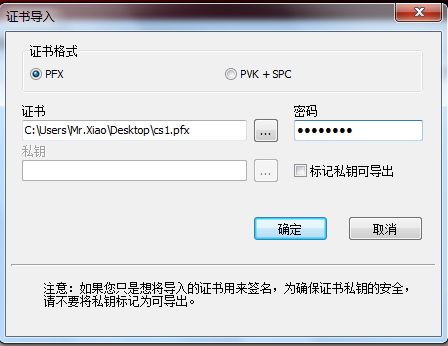 证书导入
证书格式
PFX
PVK + SPC
证书
密码
C:\Users\Mr.Xiao\Desktop\cs1.pfx
...
●●●●●●●●
私钥
...
标记私钥可导出
确定
取消
注意：如果您只是想将导入的证书用来签名，为确保证书私钥的安全，
请不要将私钥标记为可导出。